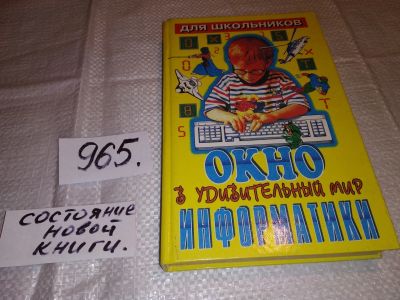 ДЛЯ ШКОЛЬНИКОВ
ОКНО
В УДИВИТЕЛЬНЫЙ МИР
ИНФОРМАТИКИ
965.
СОСТОЯНИЕ
НОВОЙ
КНИГИ.